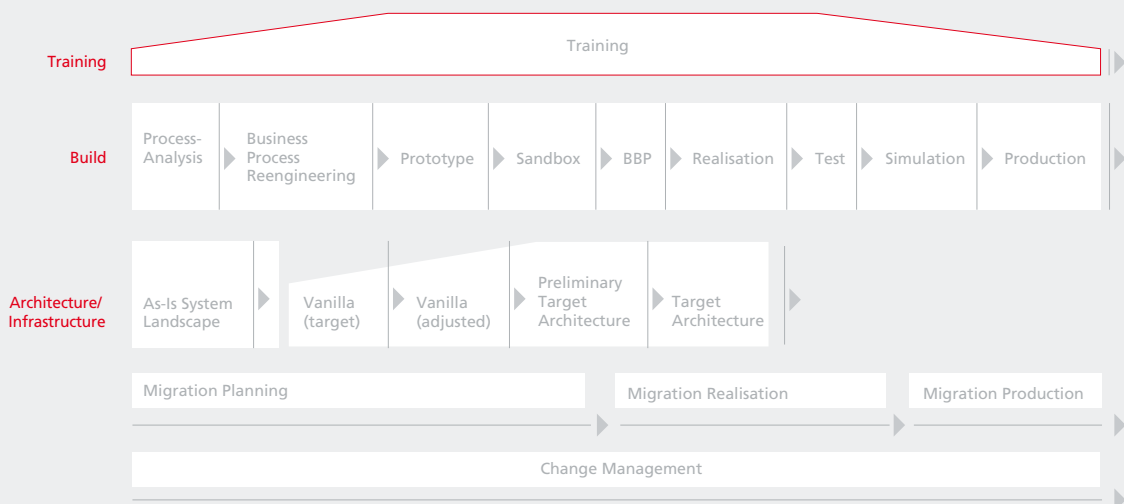 Training
Training
Build
Process-
Analysis
Business
Process
Reengineering
Prototype
Sandbox
BBP
Realisation
Test
Simulation
Production
Architecture/
Infrastructure
As-Is System
Landscape
Vanilla
(target)
Vanilla
(adjusted)
Preliminary
Target
Architecture
Target
Architecture
Migration Planning
Migration Realisation
Migration Production
Change Management